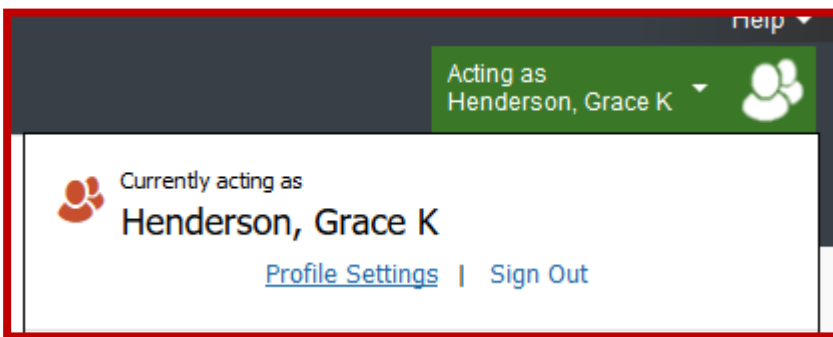 Help
Acting as
Henderson, Grace K
Currently acting as
Henderson, Grace K
Profile Settings | Sign Out